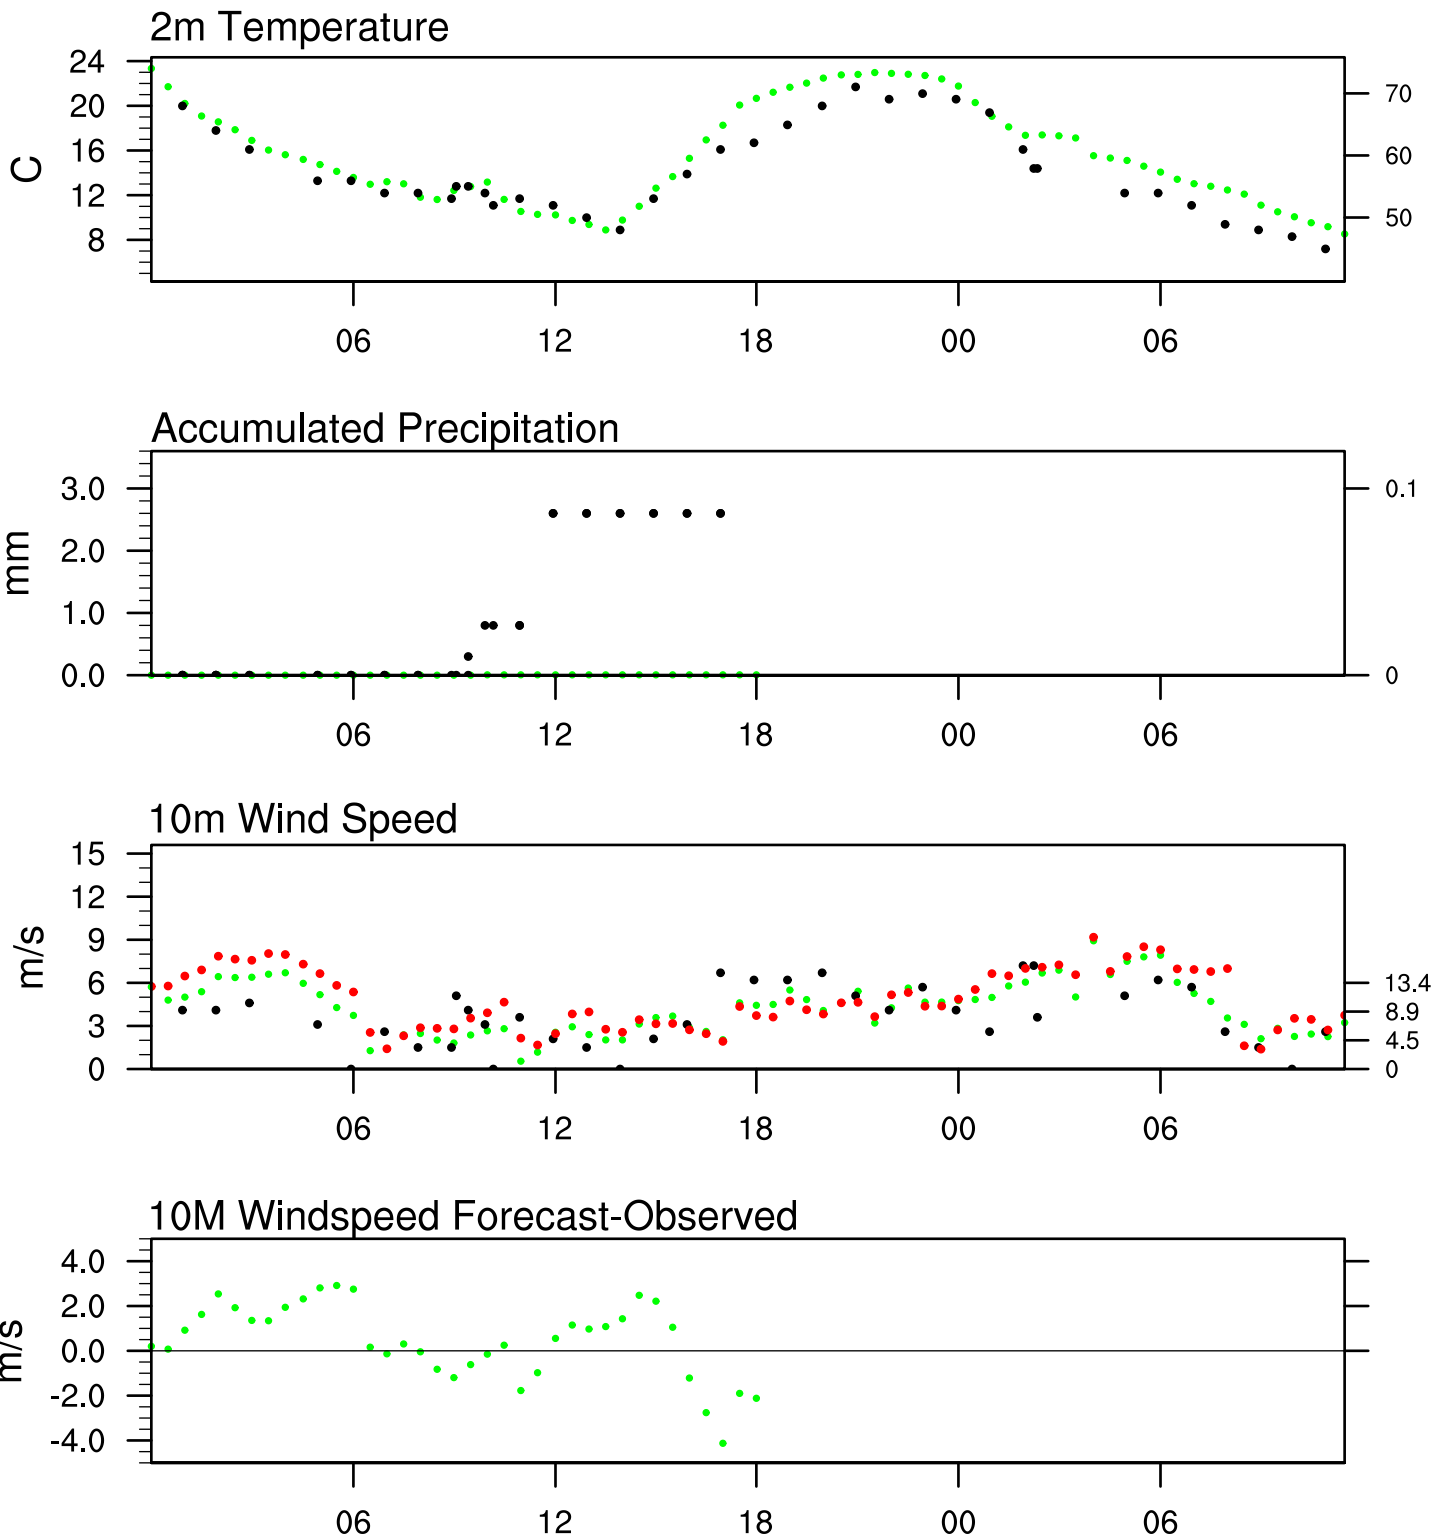 2m Temperature
24
20
16
12
8
C
70
60
50
06 12 18 00 06
Accumulated Precipitation
3.0
2.0
1.0
0.0
mm
0.1
0
06 12 18 00 06
10m Wind Speed
15
12
9
6
3
0
m/s
13.4
8.9
4.5
0
06 12 18 00 06
10M Windspeed Forecast-Observed
4.0
2.0
0.0
-2.0
-4.0
m/s
06 12 18 00 06